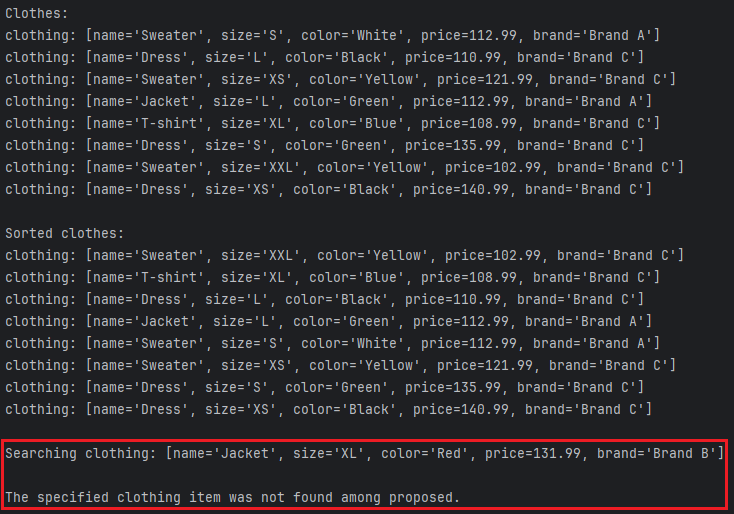 Clothes:
clothing: [name='Sweater', size='S', color='White', price=112.99, brand='Brand A']
clothing: [name='Dress', size='L', color='Black', price=110.99, brand='Brand C']
clothing: [name='Sweater', size='XS', color='Yellow', price=121.99, brand='Brand C']
clothing: [name='Jacket', size='L', color='Green', price=112.99, brand='Brand A']
clothing: [name='T-shirt', size='XL', color='Blue', price=108.99, brand='Brand C']
clothing: [name='Dress', size='S', color='Green', price=135.99, brand='Brand C']
clothing: [name='Sweater', size='XXL', color='Yellow', price=102.99, brand='Brand C']
clothing: [name='Dress', size='XS', color='Black', price=140.99, brand='Brand C']
Sorted clothes:
clothing: [name='Sweater', size='XXL', color='Yellow', price=102.99, brand='Brand C']
clothing: [name='T-shirt', size='XL', color='Blue', price=108.99, brand='Brand C']
clothing: [name='Dress', size='L', color='Black', price=110.99, brand='Brand C']
clothing: [name='Jacket', size='L', color='Green', price=112.99, brand='Brand A']
clothing: [name='Sweater', size='S', color='White', price=112.99, brand='Brand A']
clothing: [name='Sweater', size='XS', color='Yellow', price=121.99, brand='Brand C']
clothing: [name='Dress', size='S', color='Green', price=135.99, brand='Brand C']
clothing: [name='Dress', size='XS', color='Black', price=140.99, brand='Brand C']
Searching clothing: [name='Jacket', size='XL', color='Red', price=131.99, brand='Brand B']
The specified clothing item was not found among proposed.